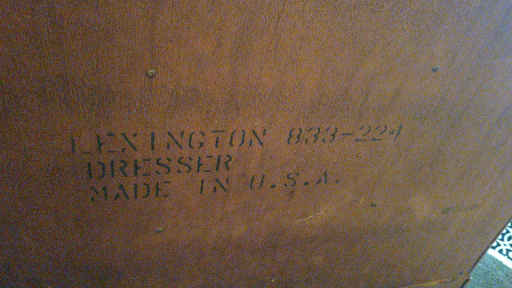 LEXINGTON 833-224
DRESSER
MADE IN U.S.A.